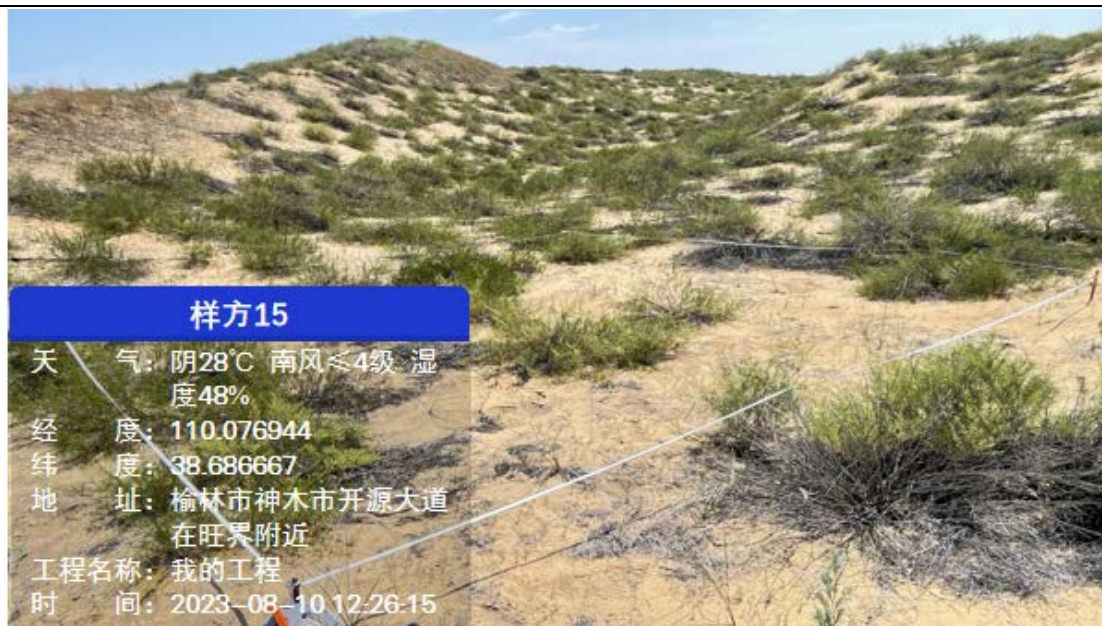 样方15
天 气：阴28℃ 南风≤4级 湿
度48%
经 度：110.076944
纬 度：38.686667
地 址：榆林市神木市开源大道
在旺界附近
工程名称：我的工程
时 间：2023-08-10 12:26:15